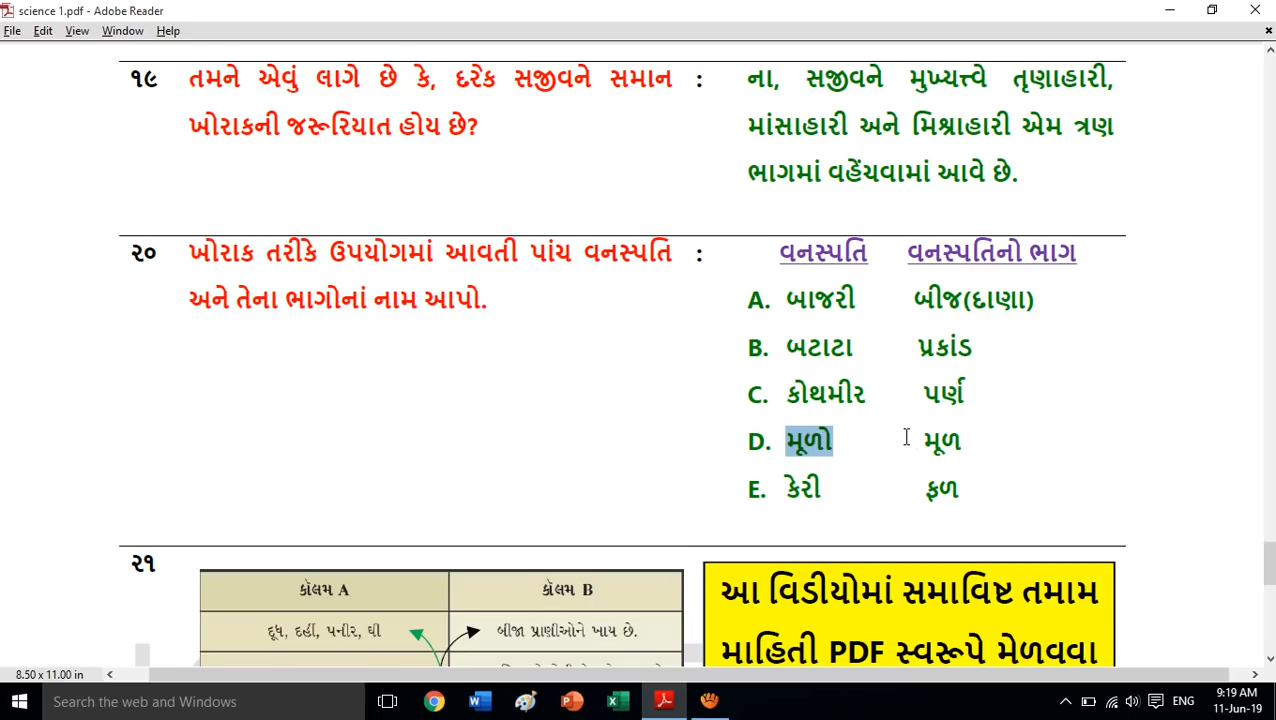 science 1.pdf - Adobe Reader
File Edit View Window Help
૧૯ તમને એવું લાગે છે કે, દરેક સજીવને સમાન : ના, સજીવને મુખ્યત્ત્વે તૃણાહારી,
ખોરાકની જરૂરિયાત હોય છે? માંસાહારી અને મિશ્રાહારી એમ ત્રણ
ભાગમાં વહેંચવામાં આવે છે.
૨૦ ખોરાક તરીકે ઉપયોગમાં આવતી પાંચ વનસ્પતિ : વનસ્પતિ વનસ્પતિનો ભાગ
અને તેના ભાગોનાં નામ આપો. A. બાજરી બીજ(દાણા)
B. બટાટા પ્રકાંડ
C. કોથમીર પર્ણ
D. મૂળો મૂળ
E. કેરી ફળ
૨૧
કૉલમ A કૉલમ B
દૂધ, દહીં, પનીર, ઘી બીજા પ્રાણીઓને ખાય છે.
આ વિડીયોમાં સમાવિષ્ટ તમામ
માહિતી PDF સ્વરૂપે મેળવવા
8.50 x 11.00 in
Search the web and Windows
ENG
9:19 AM
11-Jun-19